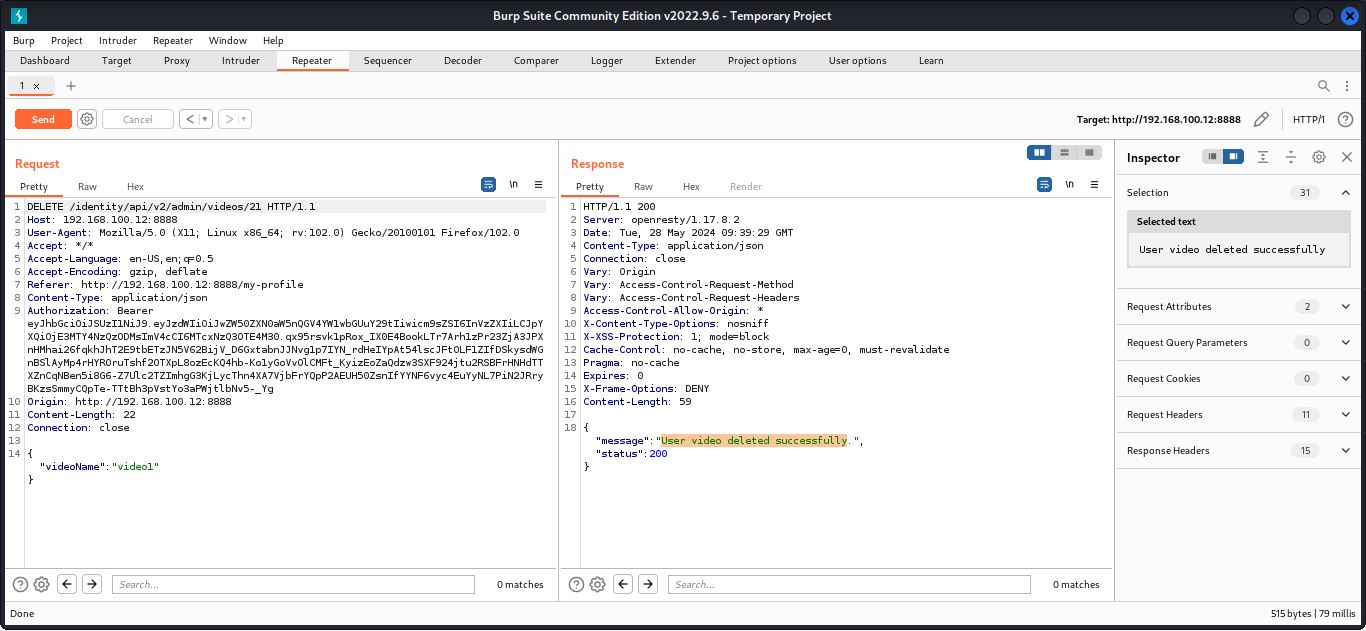 Burp Suite Community Edition v2022.9.6 - Temporary Project
Burp Project Intruder Repeater Window Help
Dashboard Target Proxy Intruder Repeater Sequencer Decoder Comparer Logger Extender Project options User options Learn
1 × +
Send Cancel < > Target: http://192.168.100.12:8888 HTTP/1
Request
Pretty Raw Hex \n
1 DELETE /identity/api/v2/admin/videos/21 HTTP/1.1
2 Host: 192.168.100.12:8888
3 User-Agent: Mozilla/5.0 (X11; Linux x86_64; rv:102.0) Gecko/20100101 Firefox/102.0
4 Accept: */*
5 Accept-Language: en-US,en;q=0.5
6 Accept-Encoding: gzip, deflate
7 Referer: http://192.168.100.12:8888/my-profile
8 Content-Type: application/json
9 Authorization: Bearer
10 Origin: http://192.168.100.12:8888
11 Content-Length: 22
12 Connection: close
13
14 {
"videoName":"video1"
}
Search...
0 matches
Response
Pretty Raw Hex Render \n
1 HTTP/1.1 200
2 Server: openresty/1.17.8.2
3 Date: Tue, 28 May 2024 09:39:29 GMT
4 Content-Type: application/json
5 Connection: close
6 Vary: Origin
7 Vary: Access-Control-Request-Method
8 Vary: Access-Control-Request-Headers
9 Access-Control-Allow-Origin: *
10 X-Content-Type-Options: nosniff
11 X-XSS-Protection: 1; mode=block
12 Cache-Control: no-cache, no-store, max-age=0, must-revalidate
13 Pragma: no-cache
14 Expires: 0
15 X-Frame-Options: DENY
16 Content-Length: 59
17
18 {
"message":"User video deleted successfully.",
"status":200
}
Search...
0 matches
Inspector
Selection 31
Selected text
User video deleted successfully
Request Attributes 2
Request Query Parameters 0
Request Cookies 0
Request Headers 11
Response Headers 15
Done
515 bytes | 79 millis